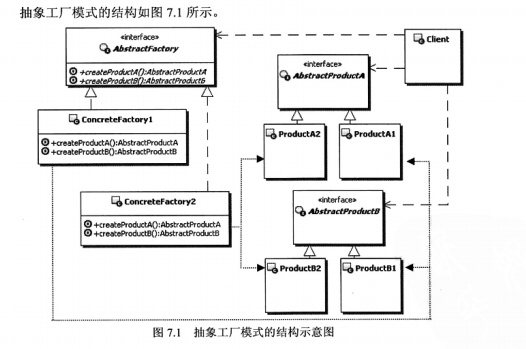 抽象工厂模式的结构如图 7.1 所示。
«interface»
AbstractFactory
+createProductA():AbstractProductA
+createProductB():AbstractProductB
Client
«interface»
AbstractProductA
ConcreteFactory1
+createProductA():AbstractProductA
+createProductB():AbstractProductB
ProductA2
ProductA1
ConcreteFactory2
+createProductA():AbstractProductA
+createProductB():AbstractProductB
«interface»
AbstractProductB
ProductB2
ProductB1
图 7.1 抽象工厂模式的结构示意图